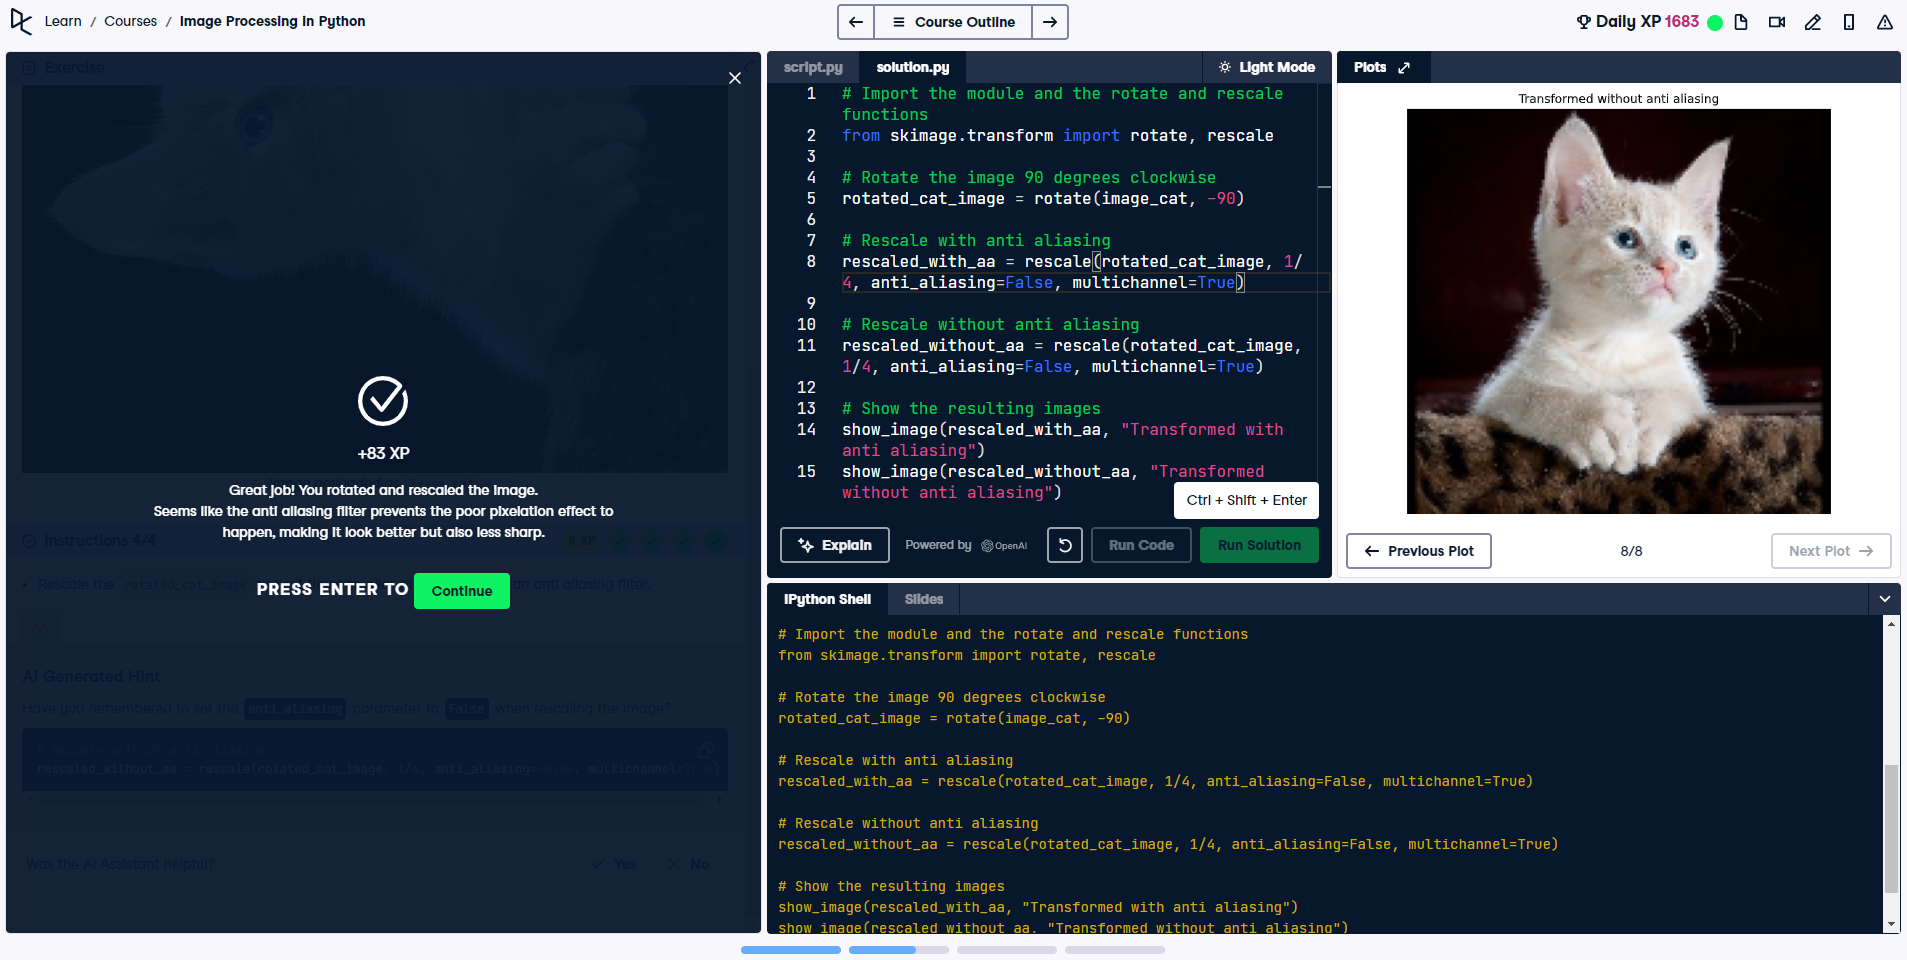 Learn / Courses / Image Processing in Python
Course Outline
Daily XP 1683
Exercise
+83 XP
Great job! You rotated and rescaled the image.
Seems like the anti aliasing filter prevents the poor pixelation effect to
happen, making it look better but also less sharp.
Instructions 4/4
Rescale the rotated_cat_image
an anti aliasing filter.
PRESS ENTER TO Continue
AI Generated Hint
Have you remembered to set the anti_aliasing parameter to False when rescaling the image?
# Rescale without anti aliasing
rescaled_without_aa = rescale(rotated_cat_image, 1/4, anti_aliasing=False, multichannel=True)
Was the AI Assistant helpful?
Yes
No
script.py
solution.py
Light Mode
1 # Import the module and the rotate and rescale
functions
2 from skimage.transform import rotate, rescale
3
4 # Rotate the image 90 degrees clockwise
5 rotated_cat_image = rotate(image_cat, -90)
6
7 # Rescale with anti aliasing
8 rescaled_with_aa = rescale(rotated_cat_image, 1/
4, anti_aliasing=False, multichannel=True)
9
10 # Rescale without anti aliasing
11 rescaled_without_aa = rescale(rotated_cat_image,
1/4, anti_aliasing=False, multichannel=True)
12
13 # Show the resulting images
14 show_image(rescaled_with_aa, "Transformed with
anti aliasing")
15 show_image(rescaled_without_aa, "Transformed
without anti aliasing")
Ctrl + Shift + Enter
Explain
Powered by OpenAI
Run Code
Run Solution
Plots
Transformed without anti aliasing
Previous Plot
8/8
Next Plot
IPython Shell
Slides
# Import the module and the rotate and rescale functions
from skimage.transform import rotate, rescale
# Rotate the image 90 degrees clockwise
rotated_cat_image = rotate(image_cat, -90)
# Rescale with anti aliasing
rescaled_with_aa = rescale(rotated_cat_image, 1/4, anti_aliasing=False, multichannel=True)
# Rescale without anti aliasing
rescaled_without_aa = rescale(rotated_cat_image, 1/4, anti_aliasing=False, multichannel=True)
# Show the resulting images
show_image(rescaled_with_aa, "Transformed with anti aliasing")
show_image(rescaled_without_aa, "Transformed without anti aliasing")